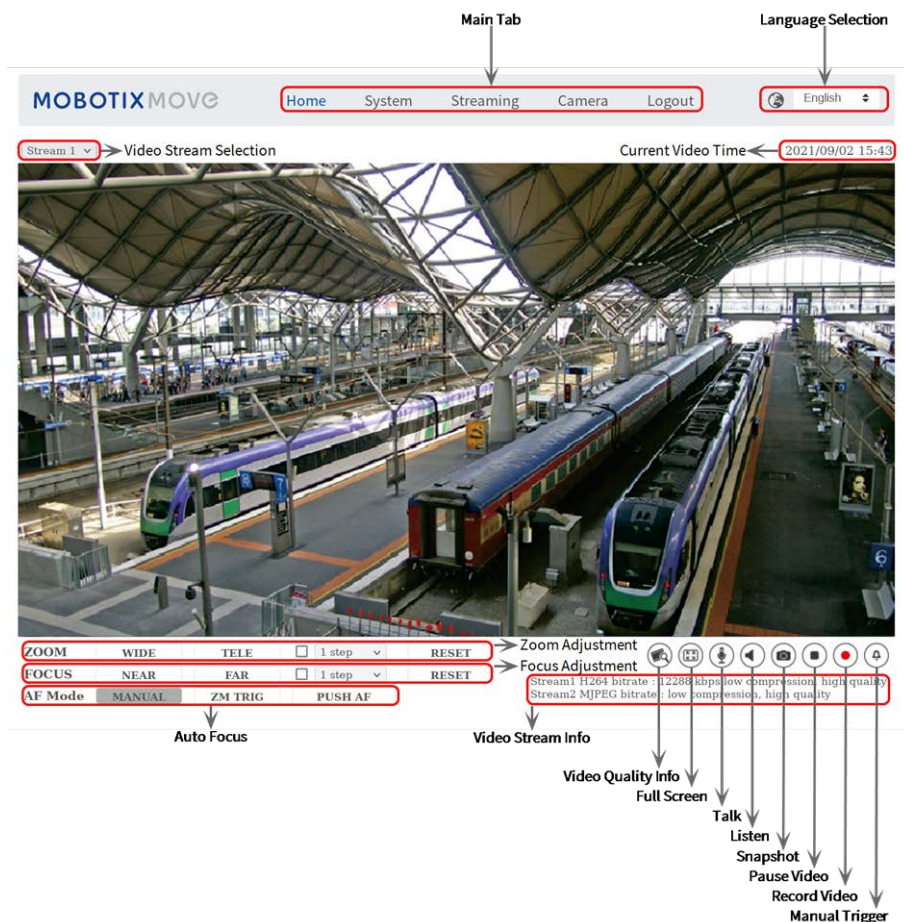 Main Tab
Language Selection
MOBOTIX MOVE
Home System Streaming Camera Logout
English
Stream 1
Video Stream Selection
Current Video Time
2021/09/02 15:43
8
7
6
ZOOM WIDE TELE 1 step RESET
Zoom Adjustment
FOCUS NEAR FAR 1 step RESET
Focus Adjustment
AF Mode MANUAL ZM TRIG PUSH AF
Stream1 H264 bitrate : 12288 kbps low compression, high quality
Stream2 MJPEG bitrate : low compression, high quality
Auto Focus
Video Stream Info
Video Quality Info
Full Screen
Talk
Listen
Snapshot
Pause Video
Record Video
Manual Trigger